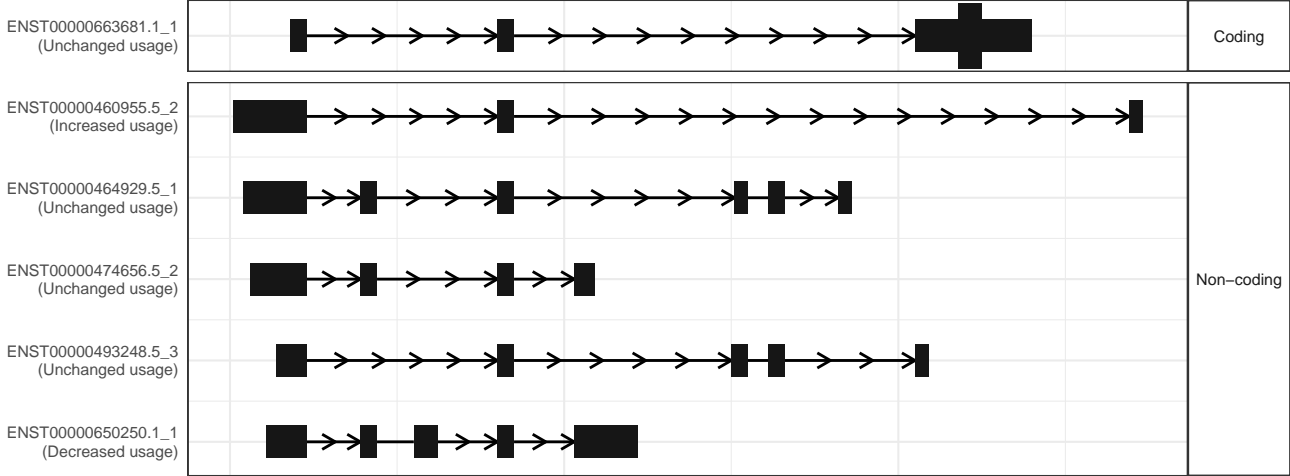 ENST00000663681.1_1
(Unchanged usage)
Coding
ENST00000460955.5_2
(Increased usage)
ENST00000464929.5_1
(Unchanged usage)
ENST00000474656.5_2
(Unchanged usage)
Non−coding
ENST00000493248.5_3
(Unchanged usage)
ENST00000650250.1_1
(Decreased usage)